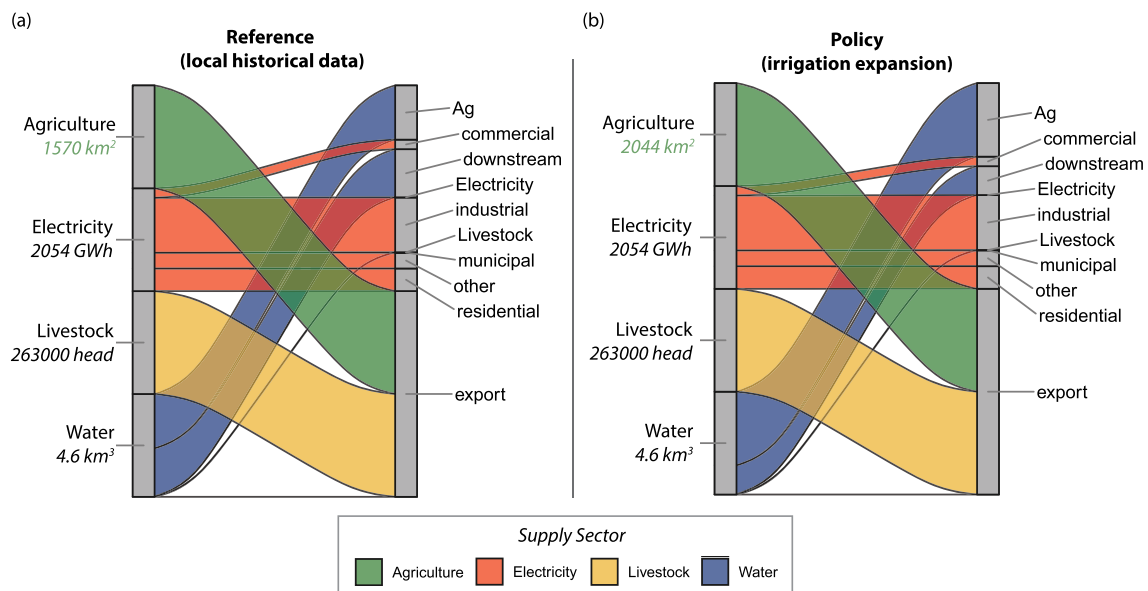 (a)
Reference
(local historical data)
Agriculture
1570 km²
Electricity
2054 GWh
Livestock
263000 head
Water
4.6 km³
Ag
commercial
downstream
Electricity
industrial
Livestock
municipal
other
residential
export
(b)
Policy
(irrigation expansion)
Agriculture
2044 km²
Electricity
2054 GWh
Livestock
263000 head
Water
4.6 km³
Ag
commercial
downstream
Electricity
industrial
Livestock
municipal
other
residential
export
Supply Sector
Agriculture Electricity Livestock Water